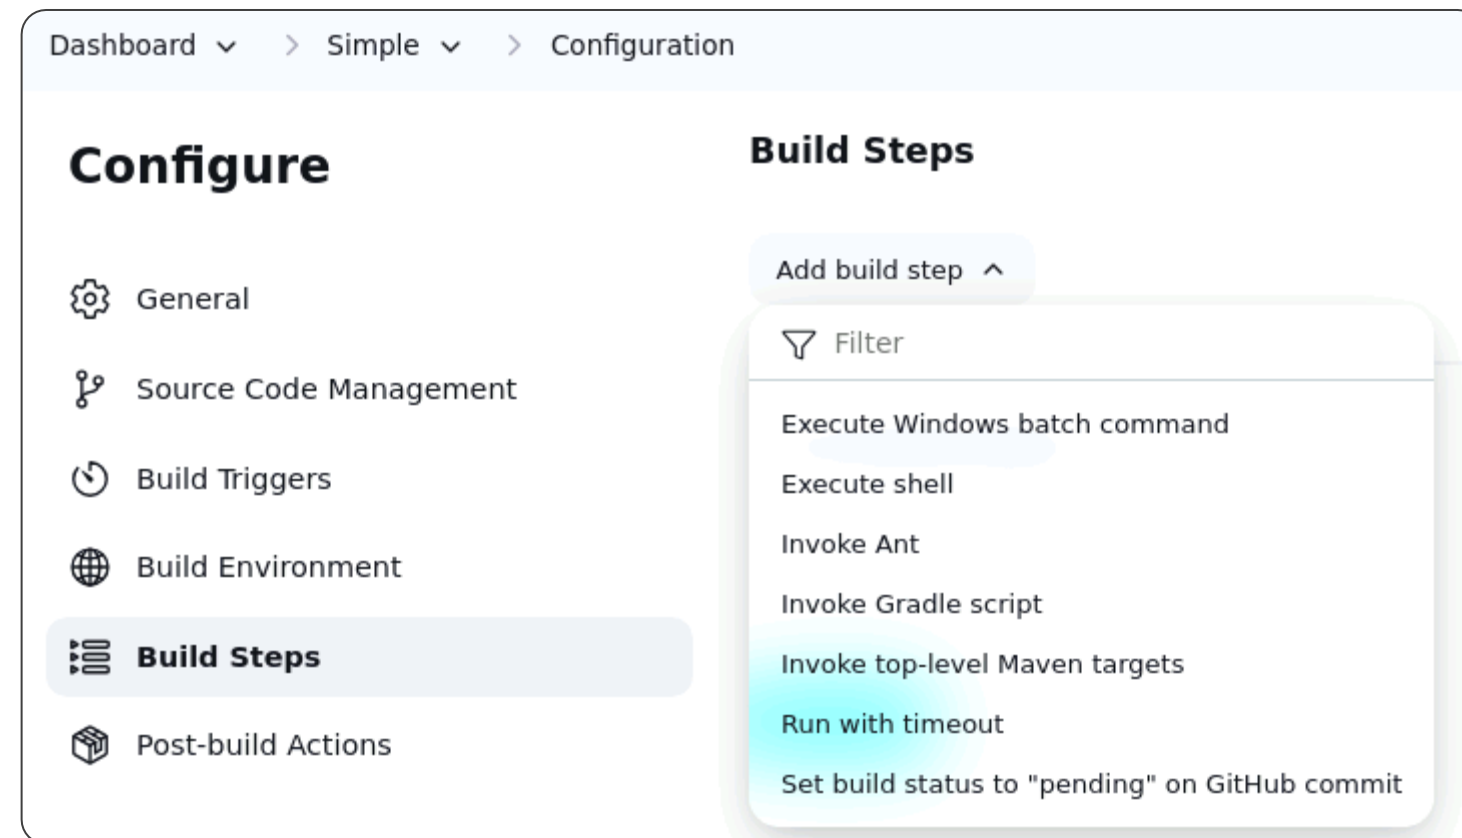 Dashboard Simple Configuration
Configure
General
Source Code Management
Build Triggers
Build Environment
Build Steps
Post-build Actions
Build Steps
Add build step
Filter
Execute Windows batch command
Execute shell
Invoke Ant
Invoke Gradle script
Invoke top-level Maven targets
Run with timeout
Set build status to "pending" on GitHub commit